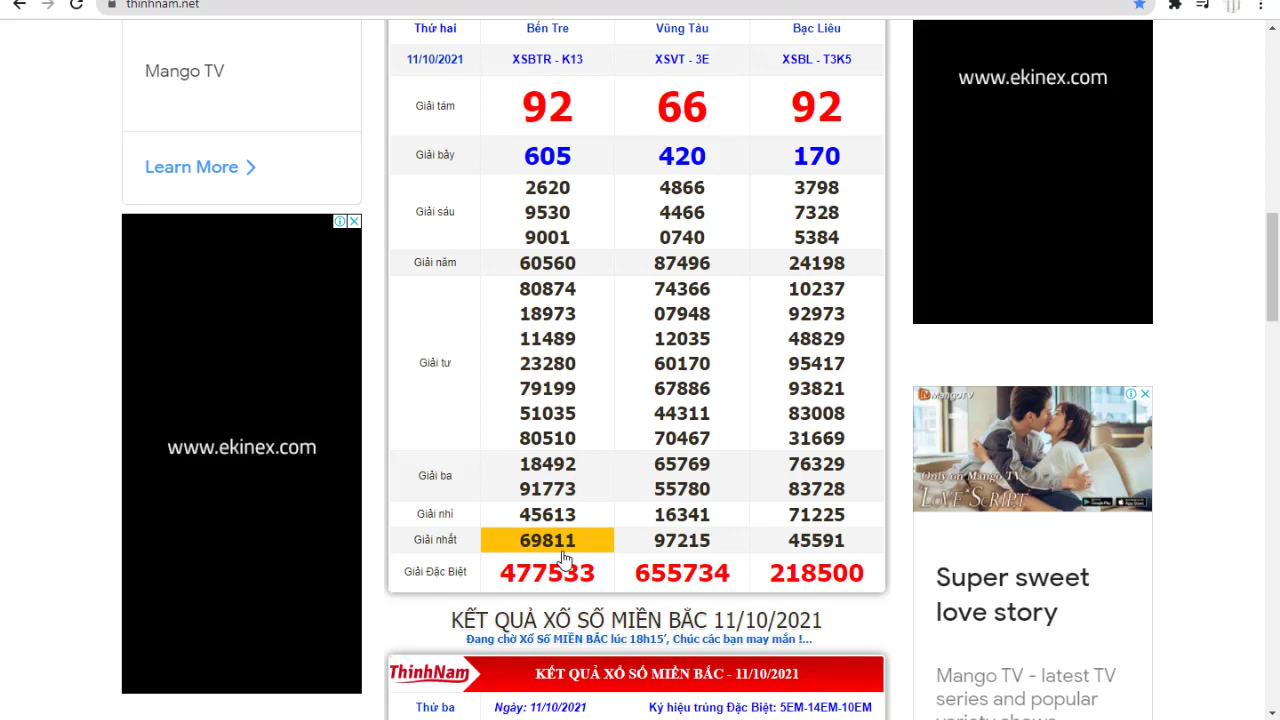 thinhnam.net
Mango TV
Learn More
www.ekinex.com
Thứ hai Bến Tre Vũng Tàu Bạc Liêu
11/10/2021 XSBTR - K13 XSVT - 3E XSBL - T3K5
Giải tám 92 66 92
Giải bảy 605 420 170
Giải sáu 2620 4866 3798
9530 4466 7328
9001 0740 5384
Giải năm 60560 87496 24198
Giải tư 80874 74366 10237
18973 07948 92973
11489 12035 48829
23280 60170 95417
79199 67886 93821
51035 44311 83008
80510 70467 31669
Giải ba 18492 65769 76329
91773 55780 83728
Giải nhì 45613 16341 71225
Giải nhất 69811 97215 45591
Giải Đặc Biệt 477533 655734 218500
KẾT QUẢ XỔ SỐ MIỀN BẮC 11/10/2021
Đang chờ Xổ Số MIỀN BẮC lúc 18h15', Chúc các bạn may mắn !...
ThinhNam KẾT QUẢ XỔ SỐ MIỀN BẮC - 11/10/2021
Thứ ba Ngày: 11/10/2021 Ký hiệu trúng Đặc Biệt: 5EM-14EM-10EM
www.ekinex.com
MangoTV
Only on Mango TV
LOVE SCRIPT
Super sweet
love story
Mango TV - latest TV
series and popular